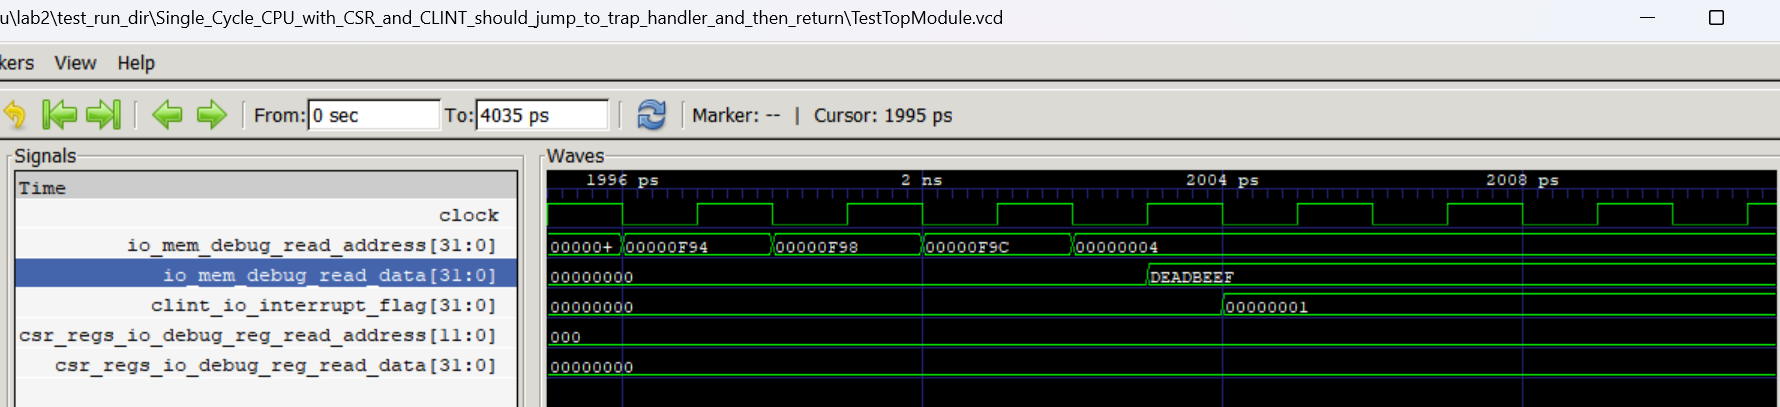 u\lab2\test_run_dir\Single_Cycle_CPU_with_CSR_and_CLINT_should_jump_to_trap_handler_and_then_return\TestTopModule.vcd
kers View Help
From: 0 sec To: 4035 ps Marker: -- | Cursor: 1995 ps
Signals Waves
Time 1996 ps 2 ns 2004 ps 2008 ps
clock
io_mem_debug_read_address[31:0] 00000+ 00000F94 00000F98 00000F9C 00000004
io_mem_debug_read_data[31:0] 00000000 DEADBEEF
clint_io_interrupt_flag[31:0] 00000000 00000001
csr_regs_io_debug_reg_read_address[11:0] 000
csr_regs_io_debug_reg_read_data[31:0] 00000000